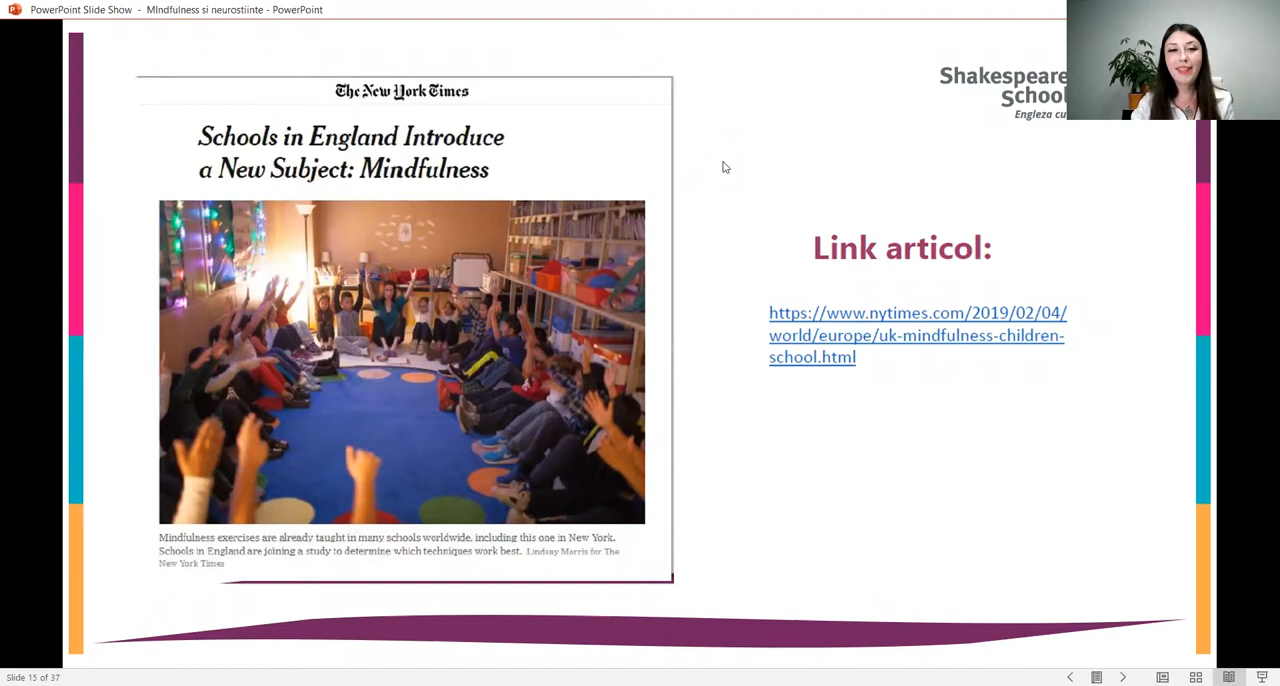 PowerPoint Slide Show - MIndfulness si neurostiinte - PowerPoint
The New York Times
Schools in England Introduce
a New Subject: Mindfulness
Mindfulness exercises are already taught in many schools worldwide, including this one in New York.
Schools in England are joining a study to determine which techniques work best. Lindsay Morris for The
New York Times
Shakespeare
School
Engleza cu
Link articol:
https://www.nytimes.com/2019/02/04/
world/europe/uk-mindfulness-children-
school.html
Slide 15 of 37